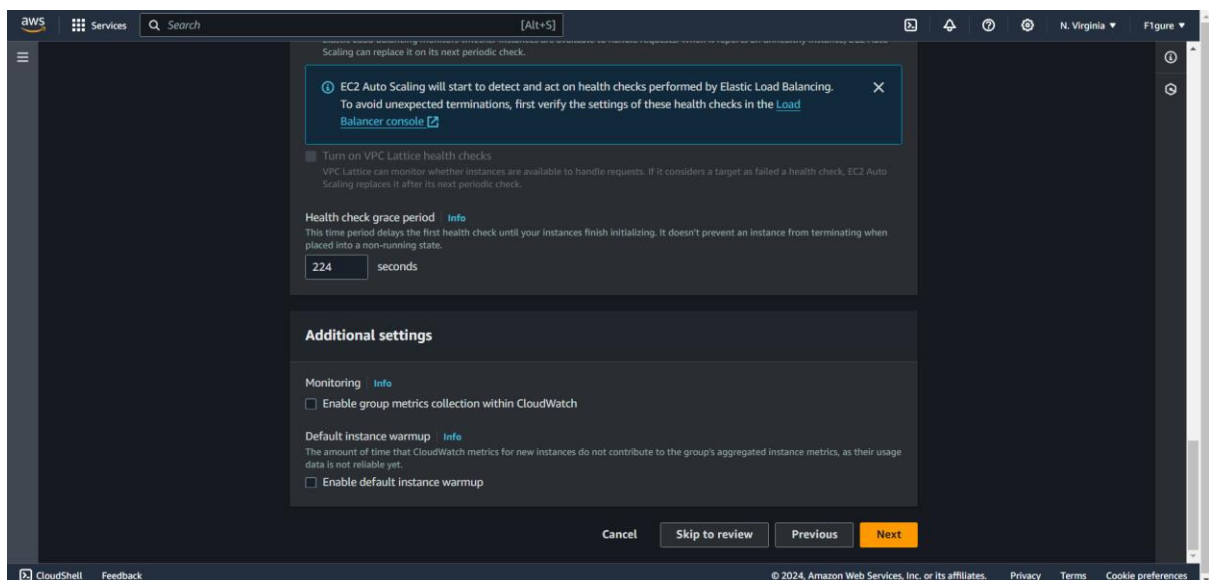 aws Services Search [Alt+S] N. Virginia F1gure
Scaling can replace it on its next periodic check.
EC2 Auto Scaling will start to detect and act on health checks performed by Elastic Load Balancing.
To avoid unexpected terminations, first verify the settings of these health checks in the Load
Balancer console
Turn on VPC Lattice health checks
VPC Lattice can monitor whether instances are available to handle requests. If it considers a target as failed a health check, EC2 Auto
Scaling replaces it after its next periodic check.
Health check grace period Info
This time period delays the first health check until your instances finish initializing. It doesn't prevent an instance from terminating when
placed into a non-running state.
224 seconds
Additional settings
Monitoring Info
Enable group metrics collection within CloudWatch
Default instance warmup Info
The amount of time that CloudWatch metrics for new instances do not contribute to the group's aggregated instance metrics, as their usage
data is not reliable yet.
Enable default instance warmup
Cancel Skip to review Previous Next
CloudShell Feedback © 2024, Amazon Web Services, Inc. or its affiliates. Privacy Terms Cookie preferences